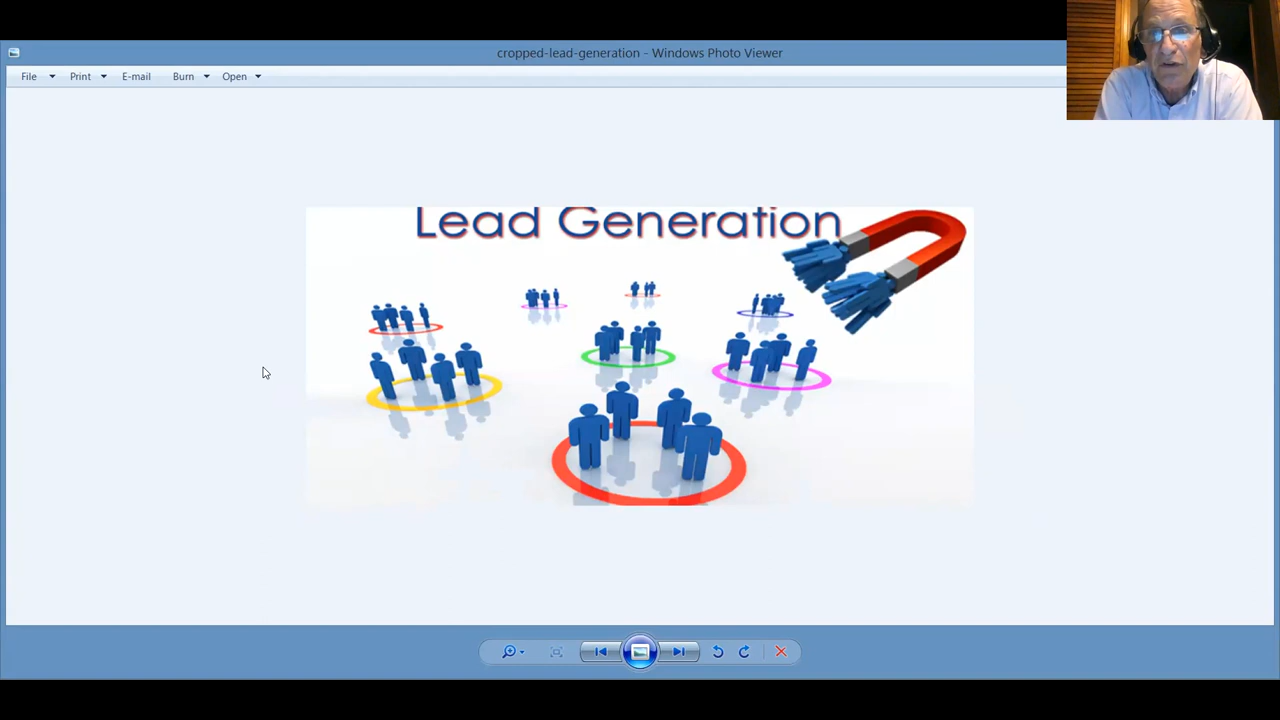 cropped-lead-generation - Windows Photo Viewer
File Print E-mail Burn Open
Lead Generation